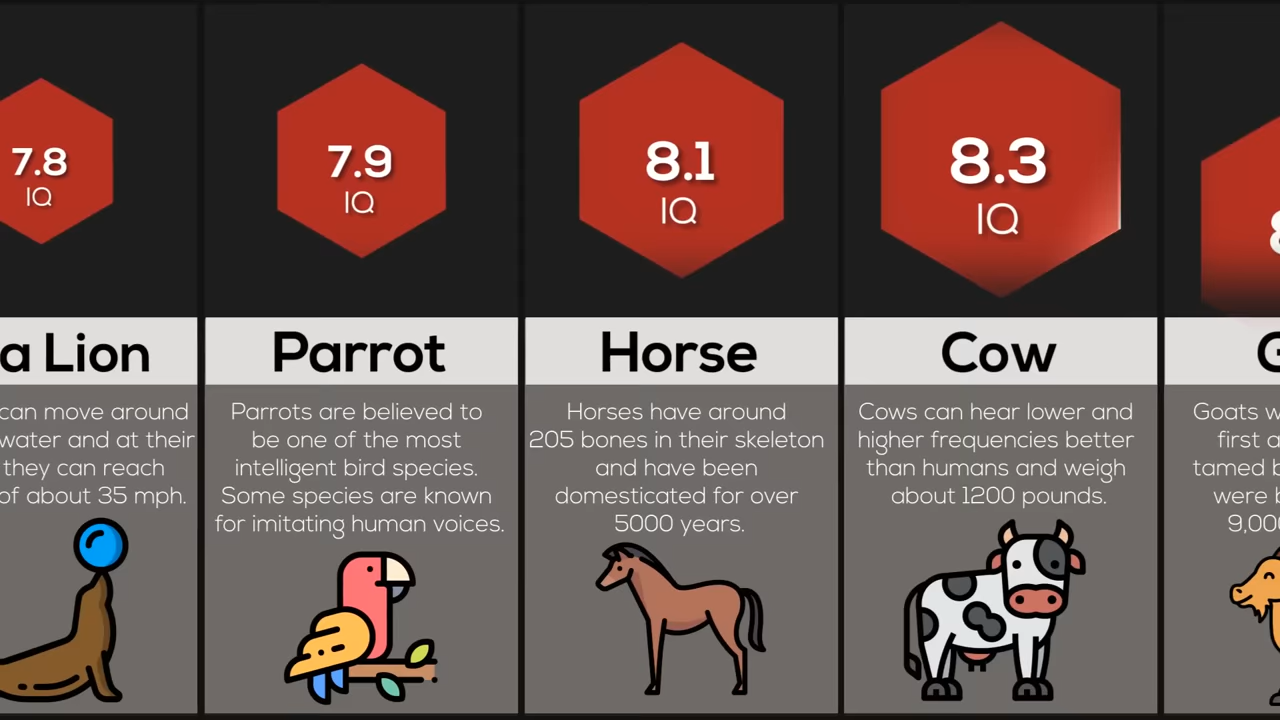 7.8
IQ
a Lion
can move around
water and at their
they can reach
of about 35 mph.
7.9
IQ
Parrot
Parrots are believed to
be one of the most
intelligent bird species.
Some species are known
for imitating human voices.
8.1
IQ
Horse
Horses have around
205 bones in their skeleton
and have been
domesticated for over
5000 years.
8.3
IQ
Cow
Cows can hear lower and
higher frequencies better
than humans and weigh
about 1200 pounds.
G
Goats w
first a
tamed b
were b
9,00